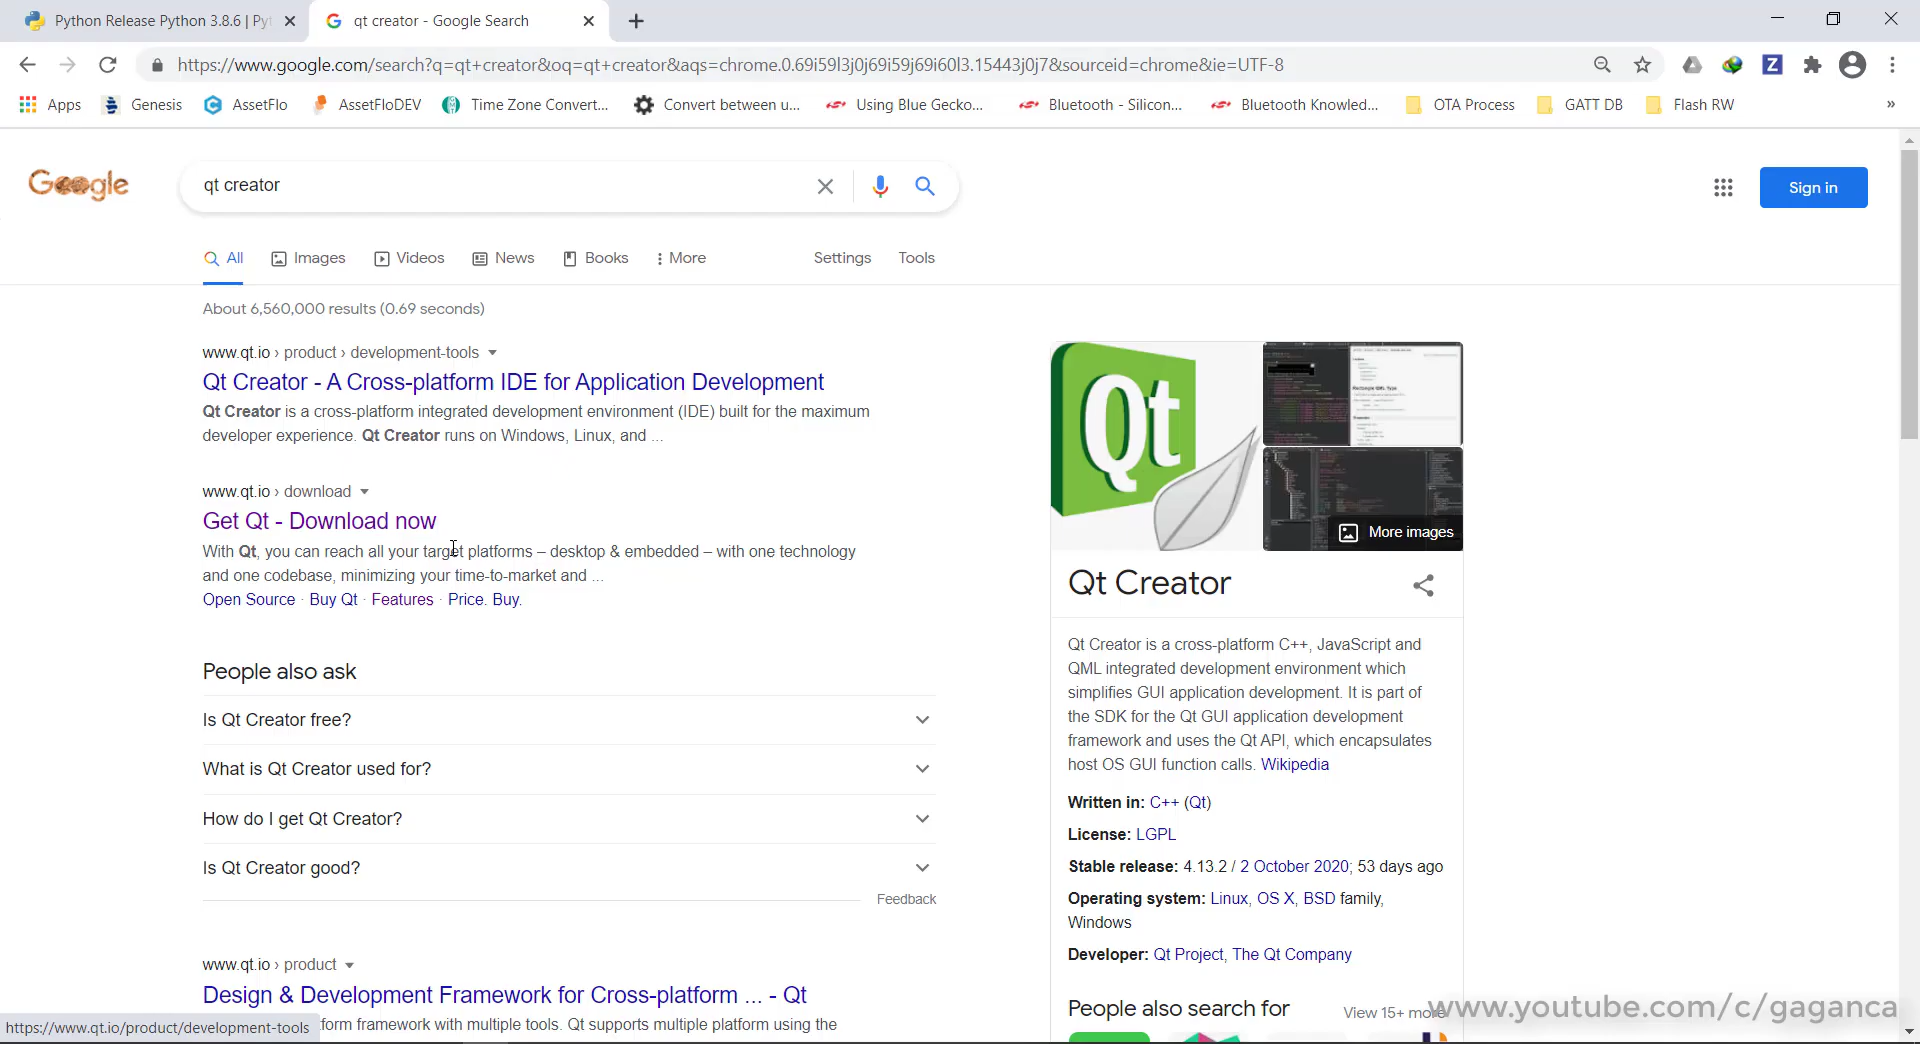 Python Release Python 3.8.6 | Pyt
qt creator - Google Search
https://www.google.com/search?q=qt+creator&oq=qt+creator&aqs=chrome.0.69i59l3j0j69i59j69i60l3.15443j0j7&sourceid=chrome&ie=UTF-8
Apps Genesis AssetFlo AssetFloDEV Time Zone Convert... Convert between u... Using Blue Gecko... Bluetooth - Silicon... Bluetooth Knowled... OTA Process GATT DB Flash RW »
Google
qt creator
Sign in
All Images Videos News Books More Settings Tools
About 6,560,000 results (0.69 seconds)
www.qt.io › product › development-tools
Qt Creator - A Cross-platform IDE for Application Development
Qt Creator is a cross-platform integrated development environment (IDE) built for the maximum
developer experience. Qt Creator runs on Windows, Linux, and ...
www.qt.io › download
Get Qt - Download now
With Qt, you can reach all your target platforms – desktop & embedded – with one technology
and one codebase, minimizing your time-to-market and ...
Open Source · Buy Qt · Features · Price. Buy.
People also ask
Is Qt Creator free?
What is Qt Creator used for?
How do I get Qt Creator?
Is Qt Creator good?
Feedback
www.qt.io › product
Design & Development Framework for Cross-platform ... - Qt
form framework with multiple tools. Qt supports multiple platform using the
https://www.qt.io/product/development-tools
Qt
More images
Qt Creator
Qt Creator is a cross-platform C++, JavaScript and
QML integrated development environment which
simplifies GUI application development. It is part of
the SDK for the Qt GUI application development
framework and uses the Qt API, which encapsulates
host OS GUI function calls. Wikipedia
Written in: C++ (Qt)
License: LGPL
Stable release: 4.13.2 / 2 October 2020; 53 days ago
Operating system: Linux, OS X, BSD family,
Windows
Developer: Qt Project, The Qt Company
People also search for
View 15+ more
www.youtube.com/c/gaganca